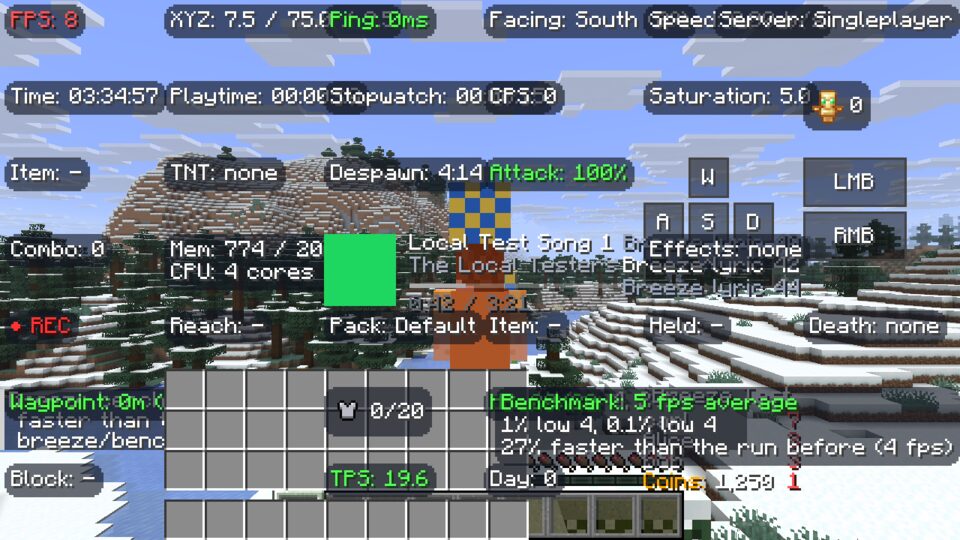 FPS: 8
XYZ: 7.5 / 75.0
Ping: 0ms
Facing: South
Speed
Server: Singleplayer
Time: 03:34:57
Playtime: 00:00
Stopwatch: 00
CPS: 0
Saturation: 5.0
0
Item: -
TNT: none
Despawn: 4:14
Attack: 100%
W
LMB
A S D
RMB
Combo: 0
Mem: 774 / 20
CPU: 4 cores
Local Test Song 1
The Local Testers
0:42 / 3:21
Effects: none
Breeze lyric 42
Breeze lyric 44
REC
Reach: -
Pack: Default
Item: -
Held: -
Death: none
Waypoint: 0m
faster than
breeze/benc
0/20
Benchmark: 5 fps average
1% low 4, 0.1% low 4
27% faster than the run before (4 fps)
Block: -
TPS: 19.6
Day: 0
Coins: 1,250 1